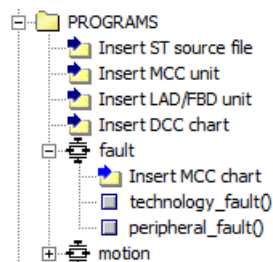 PROGRAMS
Insert ST source file
Insert MCC unit
Insert LAD/FBD unit
Insert DCC chart
fault
Insert MCC chart
technology_fault()
peripheral_fault()
motion